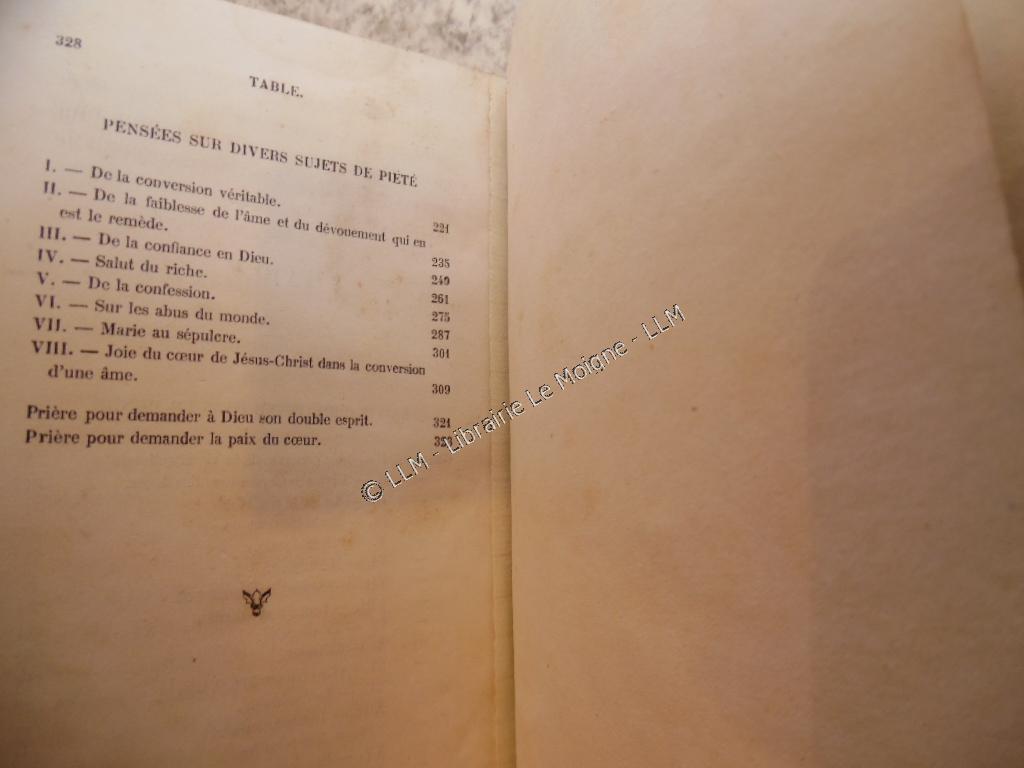 328
TABLE.
PENSÉES SUR DIVERS SUJETS DE PIÉTÉ
I. — De la conversion véritable. 221
II. — De la faiblesse de l'âme et du dévouement qui en
est le remède. 235
III. — De la confiance en Dieu. 249
IV. — Salut du riche. 261
V. — De la confession. 275
VI. — Sur les abus du monde. 287
VII. — Marie au sépulcre. 301
VIII. — Joie du cœur de Jésus-Christ dans la conversion
d'une âme. 309
Prière pour demander à Dieu son double esprit. 321
Prière pour demander la paix du cœur.
© LLM - Librairie Le Moigne - LLM